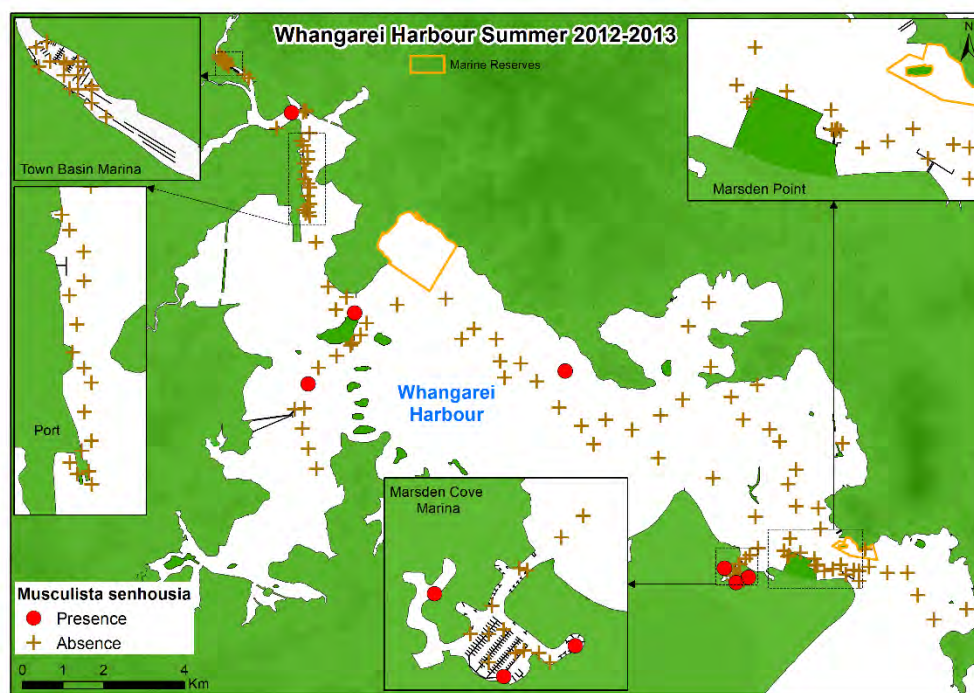 Whangarei Harbour Summer 2012-2013
Marine Reserves
N
Town Basin Marina
Marsden Point
Port
Whangarei
Harbour
Marsden Cove
Marina
Musculista senhousia
Presence
Absence
0 1 2 4
Km